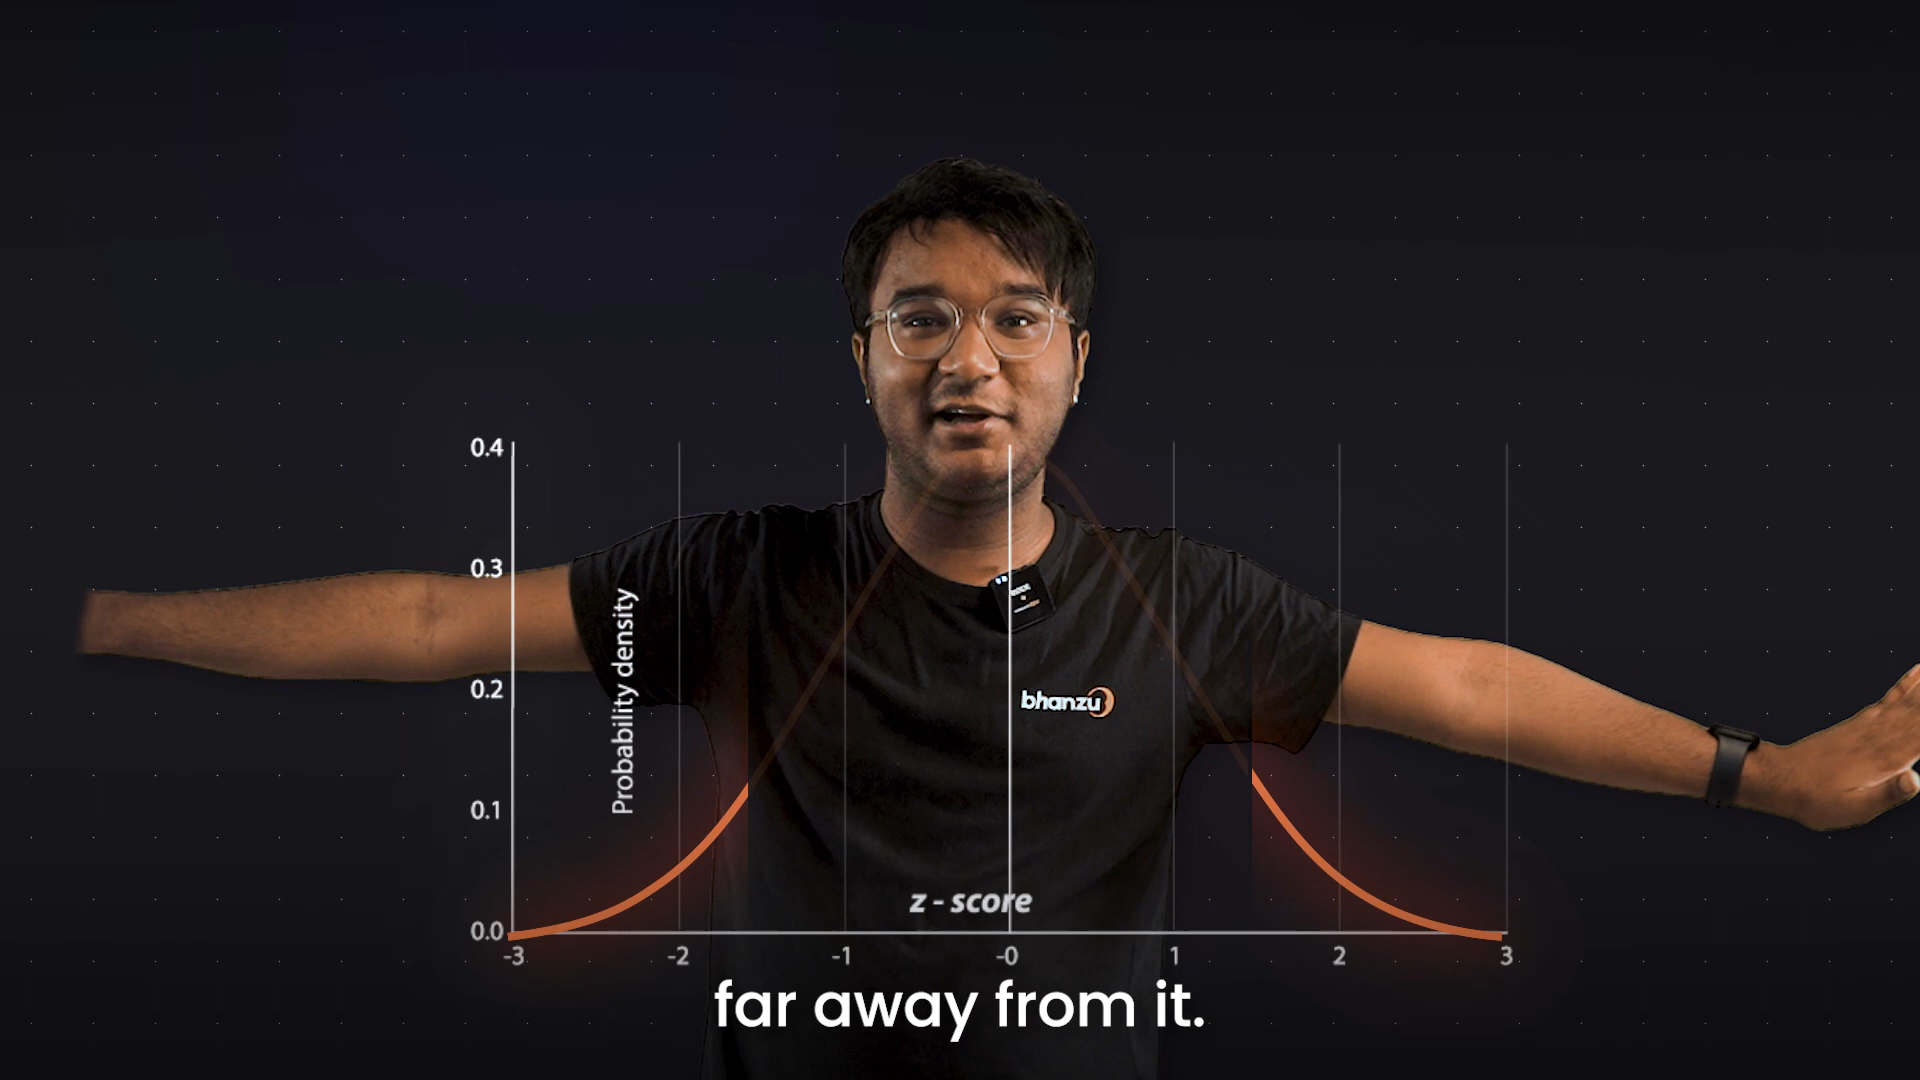 0.4
0.3
0.2
0.1
0.0
Probability density
bhanzu
z - score
-3 -2 -1 -0 1 2 3
far away from it.